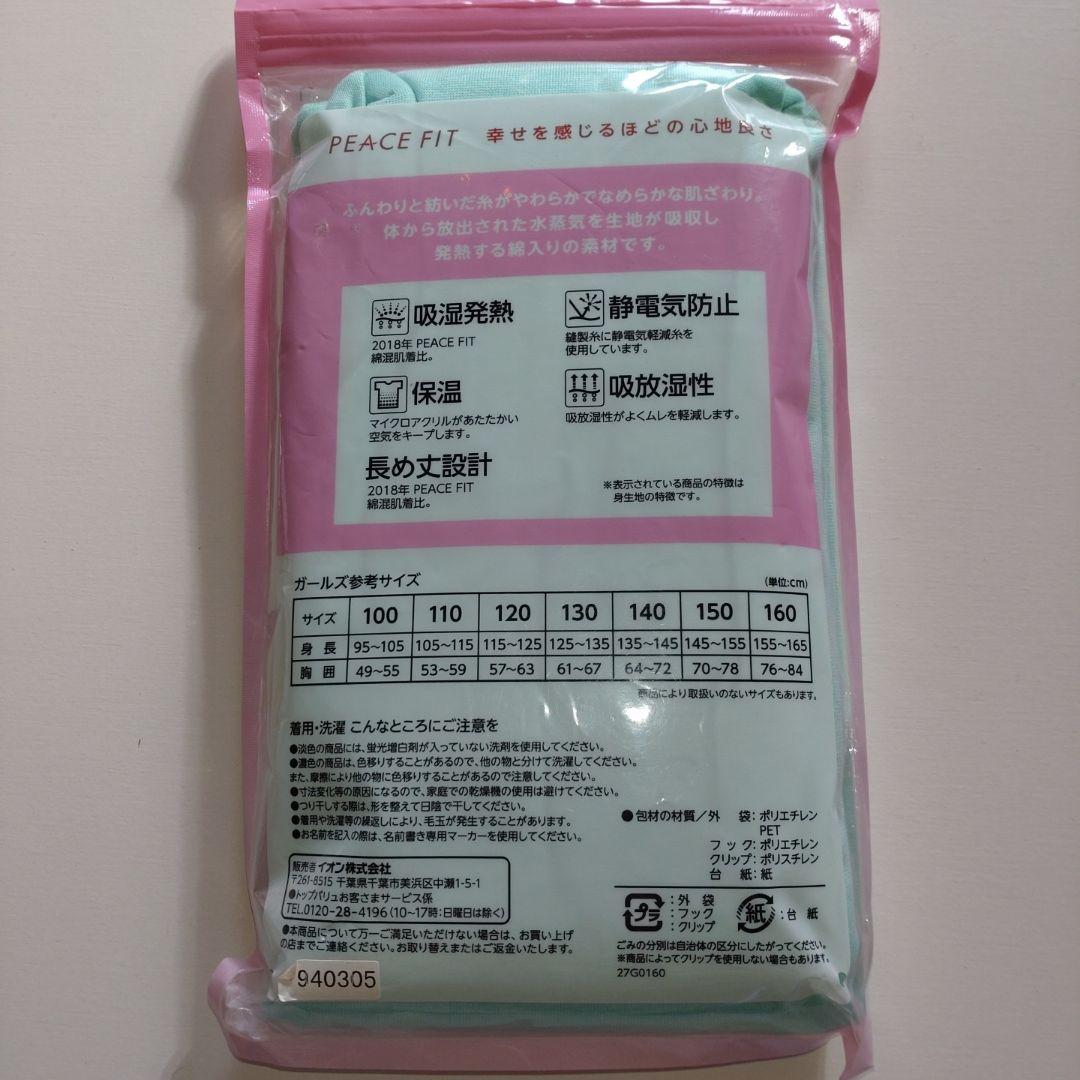 PEACE FIT 幸せを感じるほどの心地良さ
ふんわりと紡いだ糸がやわらかでなめらかな肌ざわり。
体から放出された水蒸気を生地が吸収し
発熱する綿入りの素材です。
吸湿発熱
2018年 PEACE FIT
綿混肌着比。
静電気防止
縫製糸に静電気軽減糸を
使用しています。
保温
マイクロアクリルがあたたかい
空気をキープします。
吸放湿性
吸放湿性がよくムレを軽減します。
長め丈設計
2018年 PEACE FIT
綿混肌着比。
※表示されている商品の特徴は
身生地の特徴です。
ガールズ参考サイズ (単位:cm)
サイズ 100 110 120 130 140 150 160
身長 95~105 105~115 115~125 125~135 135~145 145~155 155~165
胸囲 49~55 53~59 57~63 61~67 64~72 70~78 76~84
商品により取扱いのないサイズもあります。
着用・洗濯 こんなところにご注意を
●淡色の商品には、蛍光増白剤が入っていない洗剤を使用してください。
●濃色の商品は、色移りすることがあるので、他の物と分けて洗濯してください。
また、摩擦により他の物に色移りすることがあるので注意してください。
●寸法変化等の原因になるので、家庭での乾燥機の使用は避けてください。
●つり干しする際は、形を整えて日陰で干してください。
●着用や洗濯等の繰返しにより、毛玉が発生することがあります。
●お名前を記入の際は、名前書き専用マーカーを使用してください。
販売者 イオン株式会社
〒261-8515 千葉県千葉市美浜区中瀬1-5-1
●トップバリュお客さまサービス係
TEL.0120-28-4196 (10~17時:日曜日は除く)
●本商品について万一ご満足いただけない場合は、お買い上げ
の店までご連絡ください。お取り替えまたはご返金いたします。
940305
●包材の材質/外 袋:ポリエチレン
PET
フック:ポリエチレン
クリップ:ポリスチレン
台 紙:紙
プラ :外 袋
:フック
:クリップ
紙 :台 紙
ごみの分別は自治体の区分にしたがってください。
※商品によってクリップを使用しない場合もあります。
27G0160